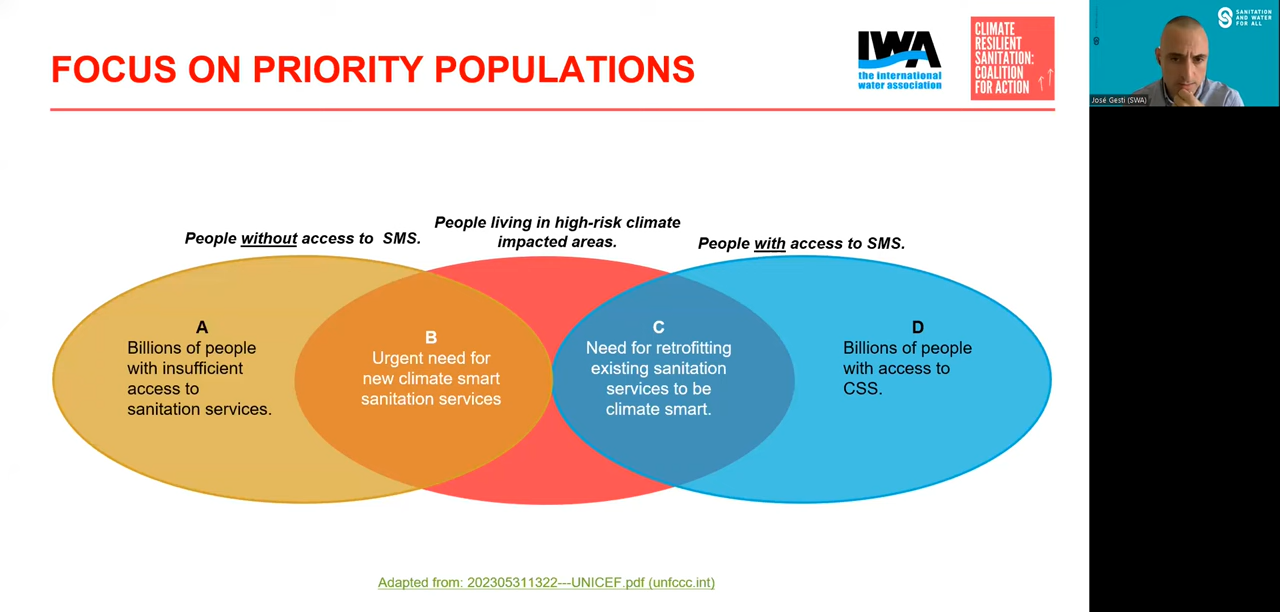 FOCUS ON PRIORITY POPULATIONS
IWA
the international
water association
CLIMATE
RESILIENT
SANITATION:
COALITION
FOR ACTION
SANITATION
AND WATER
FOR ALL
José Gesti (SWA)
People without access to SMS.
People living in high-risk climate
impacted areas.
People with access to SMS.
A
Billions of people
with insufficient
access to
sanitation services.
B
Urgent need for
new climate smart
sanitation services
C
Need for retrofitting
existing sanitation
services to be
climate smart.
D
Billions of people
with access to
CSS.
Adapted from: 202305311322---UNICEF.pdf (unfccc.int)